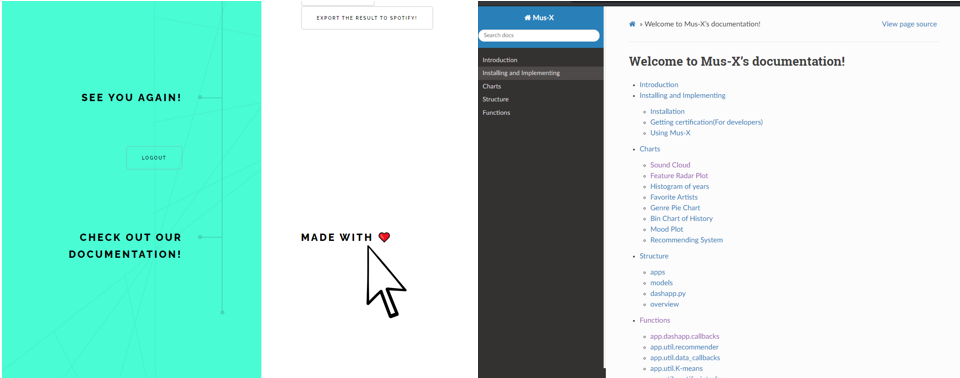 EXPORT THE RESULT TO SPOTIFY!
SEE YOU AGAIN!
LOGOUT
CHECK OUT OUR
DOCUMENTATION!
MADE WITH ❤
Mus-X
Search docs
Introduction
Installing and Implementing
Charts
Structure
Functions
» Welcome to Mus-X's documentation!
View page source
Welcome to Mus-X's documentation!
Introduction
Installing and Implementing
Installation
Getting certification(For developers)
Using Mus-X
Charts
Sound Cloud
Feature Radar Plot
Histogram of years
Favorite Artists
Genre Pie Chart
Bin Chart of History
Mood Plot
Recommending System
Structure
apps
models
dashapp.py
overview
Functions
app.dashapp.callbacks
app.util.recommender
app.util.data_callbacks
app.util.K-means